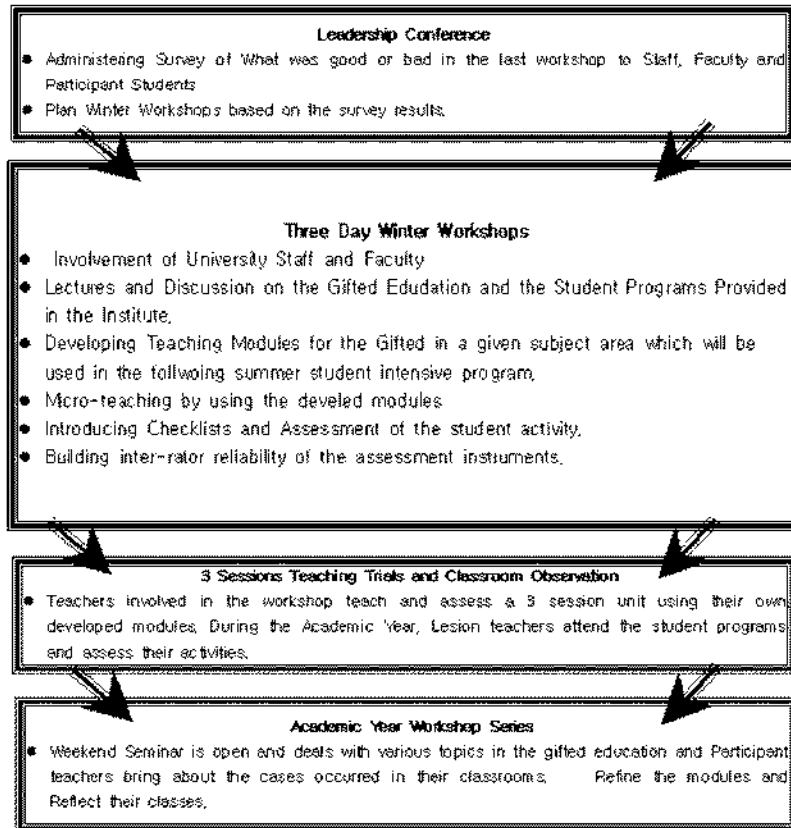 Leadership Conference
● Administering Survey of What was good or bad in the last workshop to Staff, Faculty and
Participant Students
● Plan Winter Workshops based on the survey results.
Three Day Winter Workshops
● Involvement of University Staff and Faculty
● Lectures and Discussion on the Gifted Edudation and the Student Programs Provided
in the Institute.
● Developing Teaching Modules for the Gifted in a given subject area which will be
used in the follwoing summer student intensive program.
● Micro-teaching by using the develed modules
● Introducing Checklists and Assessment of the student activity.
● Building inter-rator reliability of the assessment instruments.
3 Sessions Teaching Trials and Classroom Observation
● Teachers involved in the workshop teach and assess a 3 session unit using their own
developed modules. During the Academic Year, Lesion teachers attend the student programs
and assess their activities.
Academic Year Workshop Series
● Weekend Seminar is open and deals with various topics in the gifted education and Participant
teachers bring about the cases occurred in their classrooms. Refine the modules and
Reflect their classes.